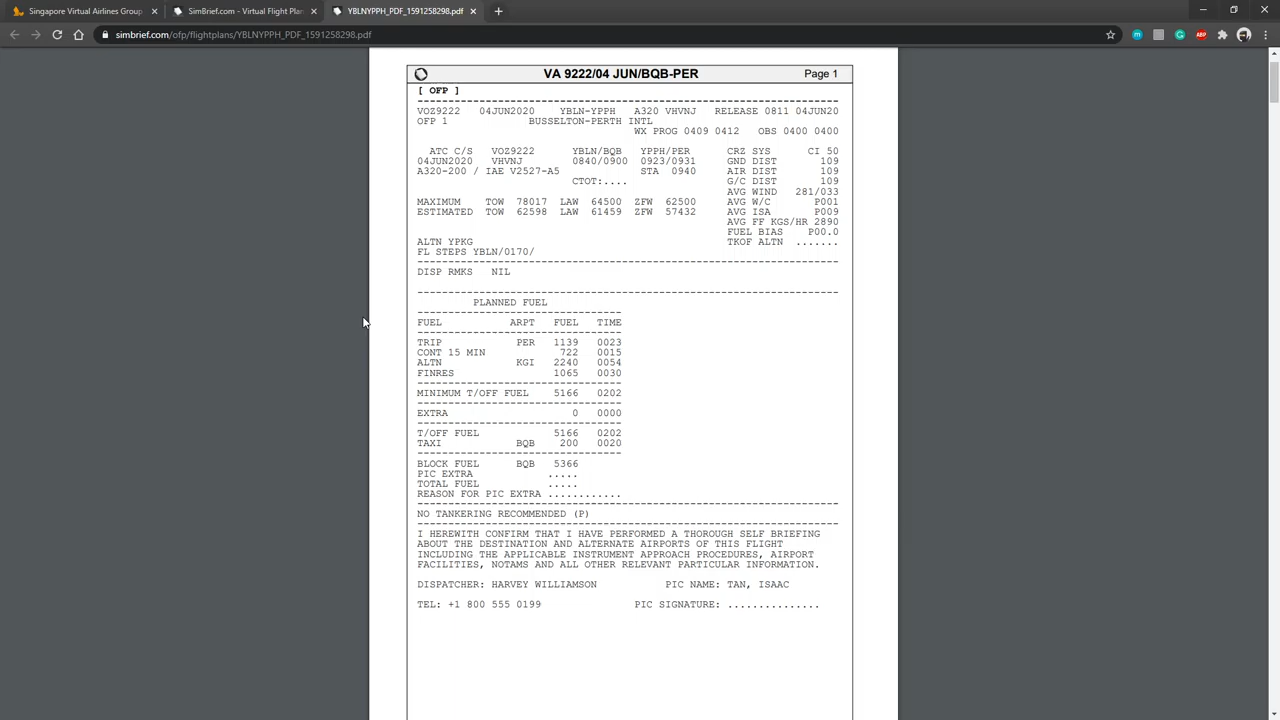 Singapore Virtual Airlines Group
SimBrief.com - Virtual Flight Plan
YBLNYPPH_PDF_1591258298.pdf
simbrief.com/ofp/flightplans/YBLNYPPH_PDF_1591258298.pdf
VA 9222/04 JUN/BQB-PER Page 1
[ OFP ]
--------------------------------------------------------------------
VOZ9222 04JUN2020 YBLN-YPPH A320 VHVNJ RELEASE 0811 04JUN20
OFP 1 BUSSELTON-PERTH INTL
WX PROG 0409 0412 OBS 0400 0400
ATC C/S VOZ9222 YBLN/BQB YPPH/PER CRZ SYS CI 50
04JUN2020 VHVNJ 0840/0900 0923/0931 GND DIST 109
A320-200 / IAE V2527-A5 STA 0940 AIR DIST 109
CTOT:.... G/C DIST 109
AVG WIND 281/033
MAXIMUM TOW 78017 LAW 64500 ZFW 62500 AVG W/C P001
ESTIMATED TOW 62598 LAW 61459 ZFW 57432 AVG ISA P009
AVG FF KGS/HR 2890
FUEL BIAS P00.0
ALTN YPKG TKOF ALTN .......
FL STEPS YBLN/0170/
--------------------------------------------------------------------
DISP RMKS NIL
--------------------------------------------------------------------
PLANNED FUEL
---------------------------------
FUEL ARPT FUEL TIME
---------------------------------
TRIP PER 1139 0023
CONT 15 MIN 722 0015
ALTN KGI 2240 0054
FINRES 1065 0030
---------------------------------
MINIMUM T/OFF FUEL 5166 0202
---------------------------------
EXTRA 0 0000
---------------------------------
T/OFF FUEL 5166 0202
TAXI BQB 200 0020
---------------------------------
BLOCK FUEL BQB 5366
PIC EXTRA .....
TOTAL FUEL .....
REASON FOR PIC EXTRA ............
--------------------------------------------------------------------
NO TANKERING RECOMMENDED (P)
--------------------------------------------------------------------
I HEREWITH CONFIRM THAT I HAVE PERFORMED A THOROUGH SELF BRIEFING
ABOUT THE DESTINATION AND ALTERNATE AIRPORTS OF THIS FLIGHT
INCLUDING THE APPLICABLE INSTRUMENT APPROACH PROCEDURES, AIRPORT
FACILITIES, NOTAMS AND ALL OTHER RELEVANT PARTICULAR INFORMATION.
DISPATCHER: HARVEY WILLIAMSON PIC NAME: TAN, ISAAC
TEL: +1 800 555 0199 PIC SIGNATURE: ...............